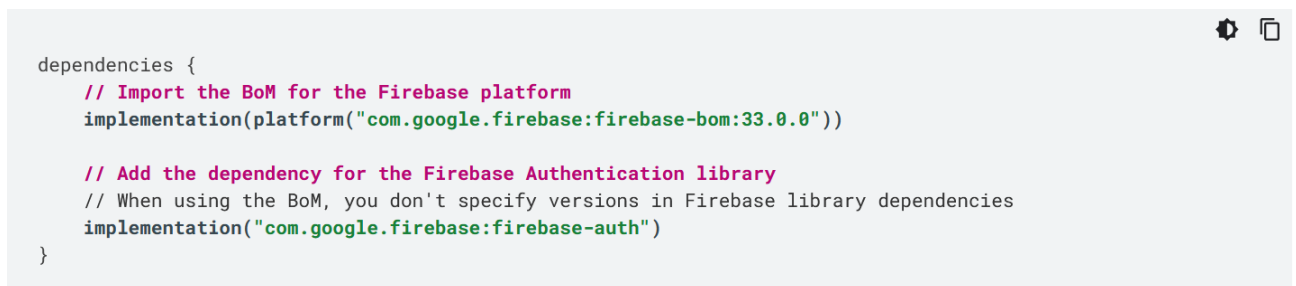 dependencies {
    // Import the BoM for the Firebase platform
    implementation(platform("com.google.firebase:firebase-bom:33.0.0"))

    // Add the dependency for the Firebase Authentication library
    // When using the BoM, you don't specify versions in Firebase library dependencies
    implementation("com.google.firebase:firebase-auth")
}